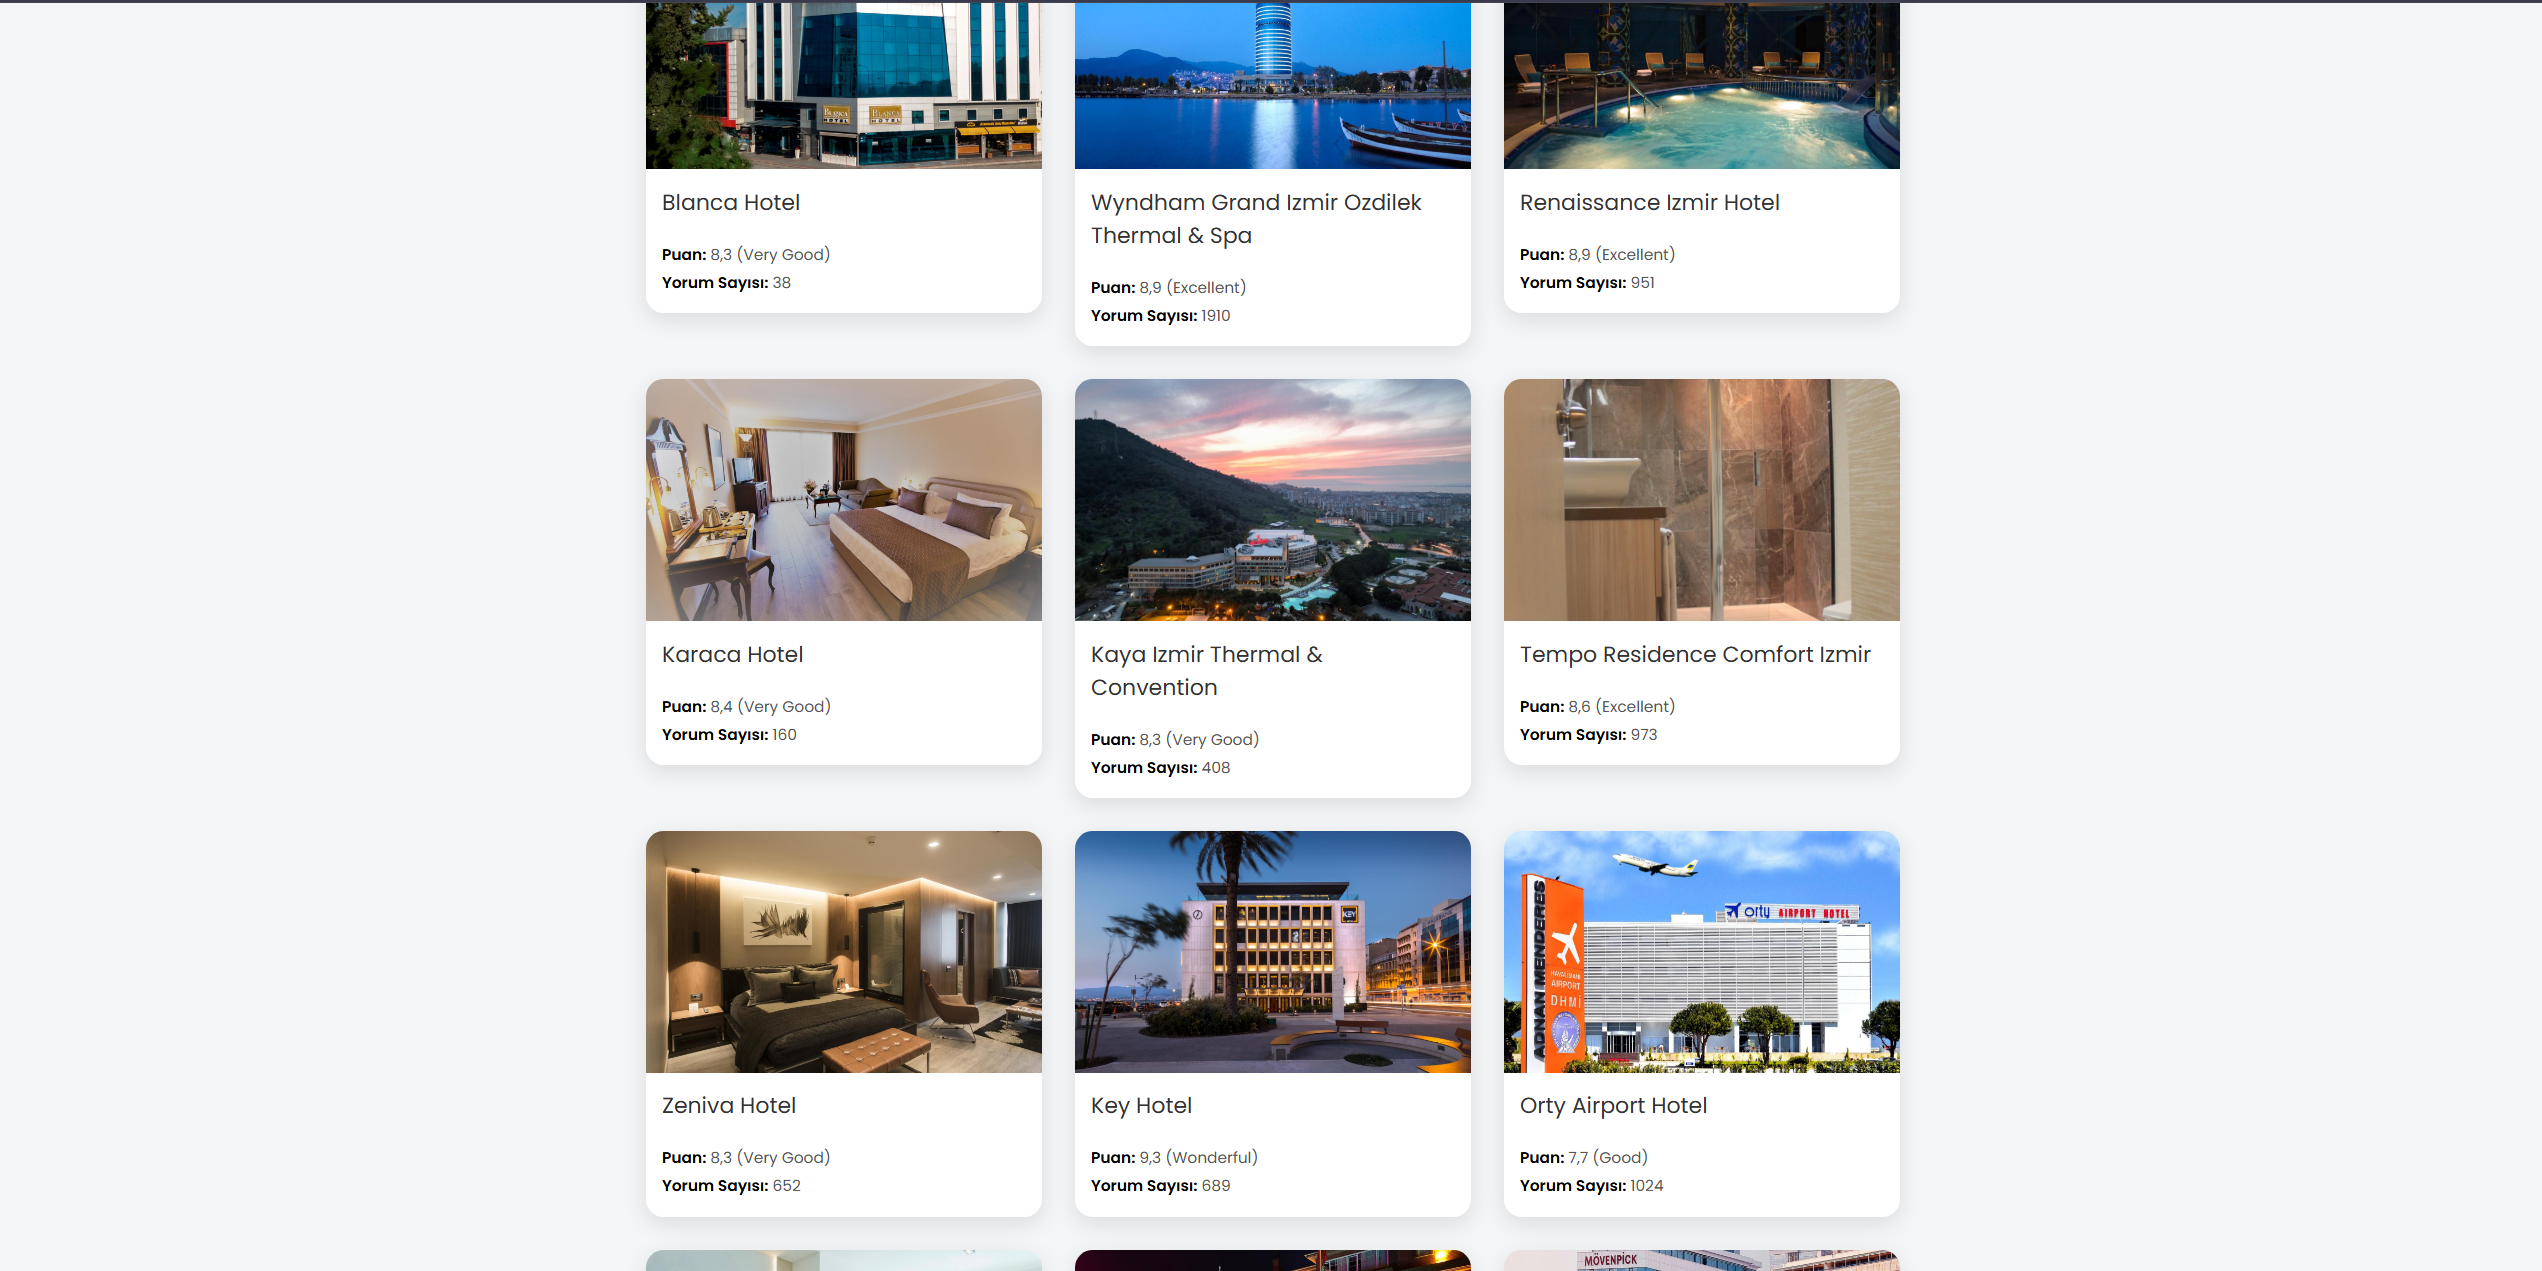 BLANCA
HOTEL
BLANCA
HOTEL
Blanca Hotel
Puan: 8,3 (Very Good)
Yorum Sayısı: 38
Wyndham Grand Izmir Ozdilek
Thermal & Spa
Puan: 8,9 (Excellent)
Yorum Sayısı: 1910
Renaissance Izmir Hotel
Puan: 8,9 (Excellent)
Yorum Sayısı: 951
Karaca Hotel
Puan: 8,4 (Very Good)
Yorum Sayısı: 160
Kaya Izmir Thermal &
Convention
Puan: 8,3 (Very Good)
Yorum Sayısı: 408
Tempo Residence Comfort Izmir
Puan: 8,6 (Excellent)
Yorum Sayısı: 973
KEY
orty AIRPORT HOTEL
ADNAN MENDERES
HAVALİMANI
AIRPORT
DHMİ
Zeniva Hotel
Puan: 8,3 (Very Good)
Yorum Sayısı: 652
Key Hotel
Puan: 9,3 (Wonderful)
Yorum Sayısı: 689
Orty Airport Hotel
Puan: 7,7 (Good)
Yorum Sayısı: 1024
MÖVENPICK